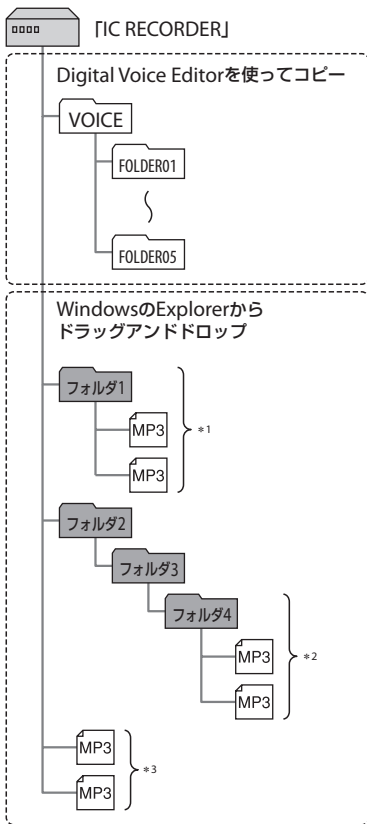 「IC RECORDER」
Digital Voice Editorを使ってコピー
VOICE
FOLDER01
FOLDER05
WindowsのExplorerから
ドラッグアンドドロップ
フォルダ1
MP3
*1
MP3
フォルダ2
フォルダ3
フォルダ4
MP3
*2
MP3
MP3
*3
MP3